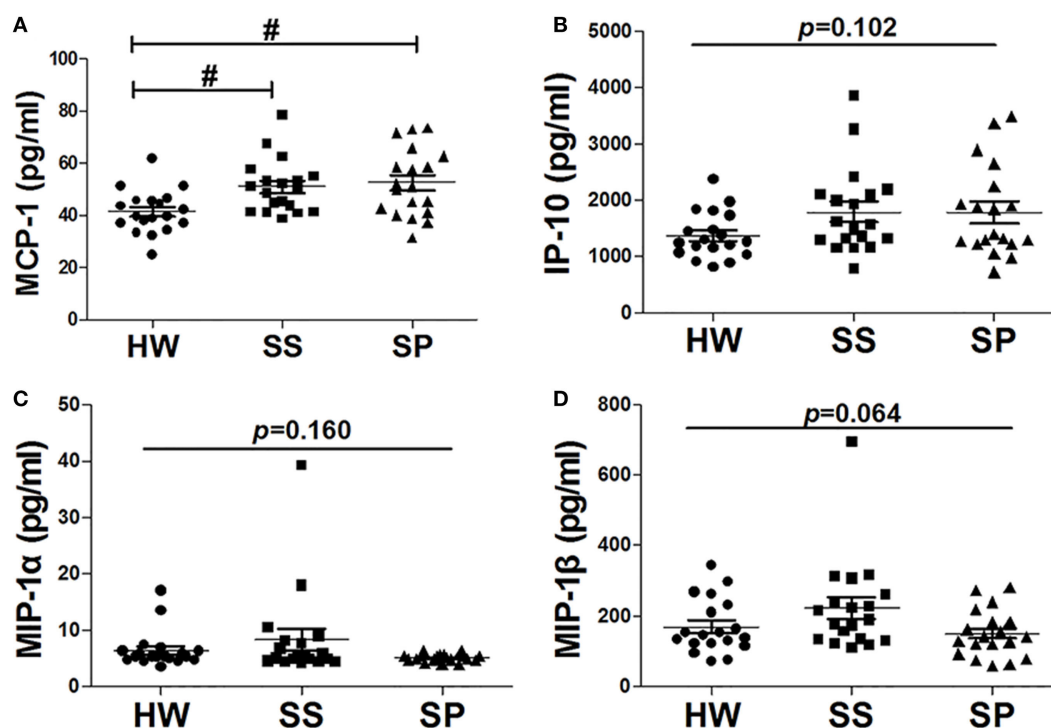 A
#
#
MCP-1 (pg/ml)
100
80
60
40
20
0
HW SS SP
B
p=0.102
IP-10 (pg/ml)
5000
4000
3000
2000
1000
0
HW SS SP
C
p=0.160
MIP-1α (pg/ml)
50
40
30
20
10
0
HW SS SP
D
p=0.064
MIP-1β (pg/ml)
800
600
400
200
0
HW SS SP